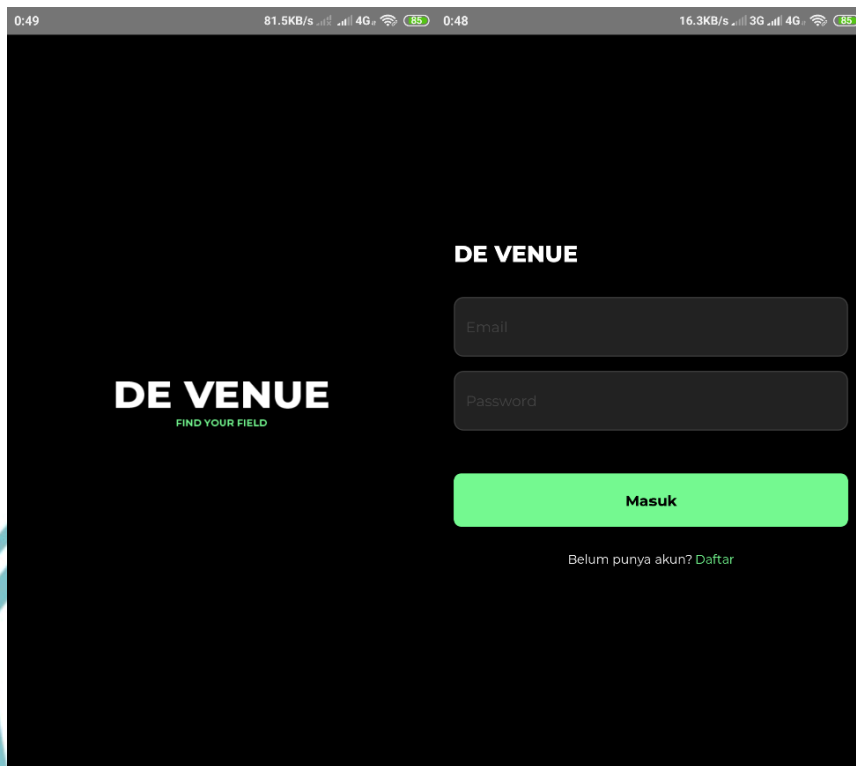 0:49 81.5KB/s 4G 85
DE VENUE
FIND YOUR FIELD
0:48 16.3KB/s 3G 4G 85
DE VENUE
Email
Password
Masuk
Belum punya akun? Daftar